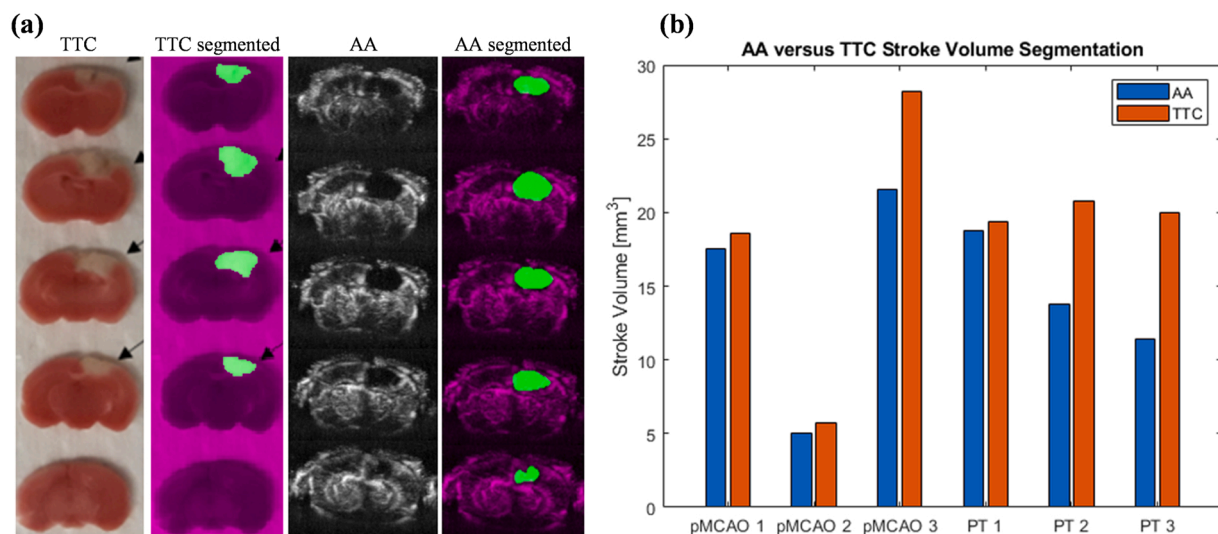 (a)
TTC
TTC segmented
AA
AA segmented
(b)
AA versus TTC Stroke Volume Segmentation
AA
TTC
Stroke Volume [mm³]
30
25
20
15
10
5
0
pMCAO 1
pMCAO 2
pMCAO 3
PT 1
PT 2
PT 3